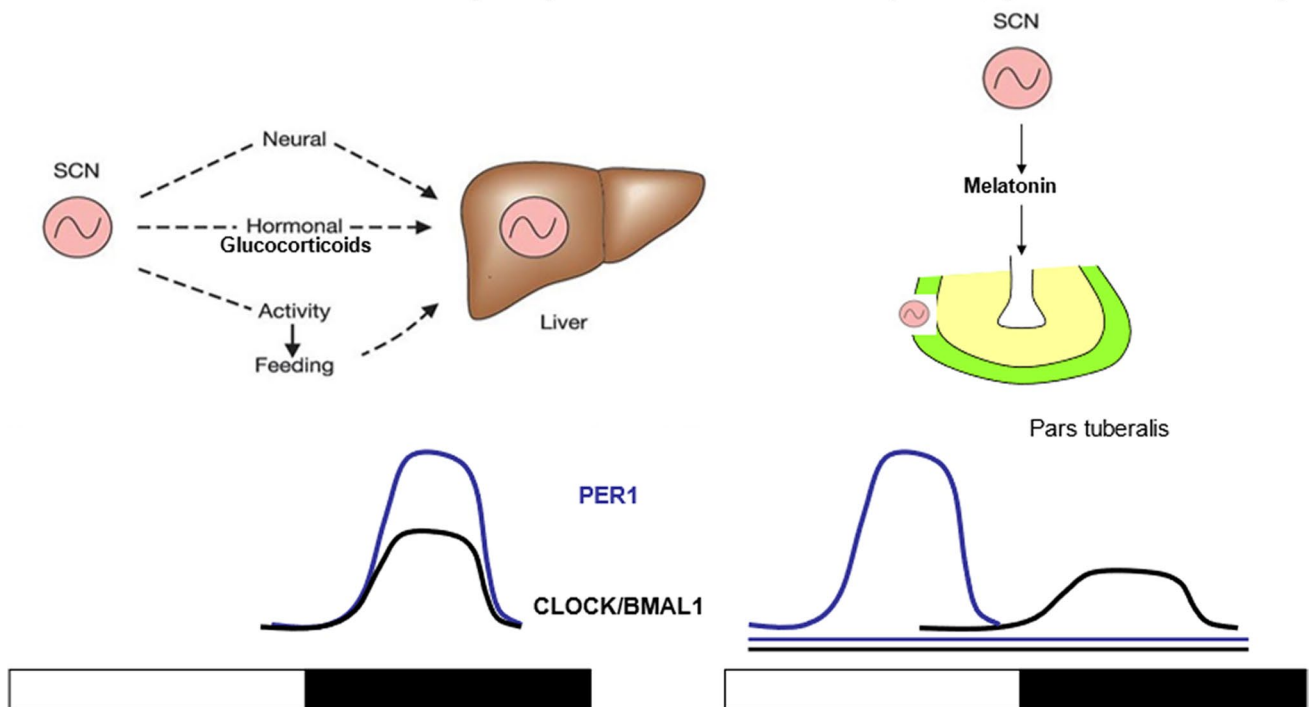 SCN
Neural
Hormonal
Glucocorticoids
Activity
Feeding
Liver
SCN
Melatonin
Pars tuberalis
PER1
CLOCK/BMAL1